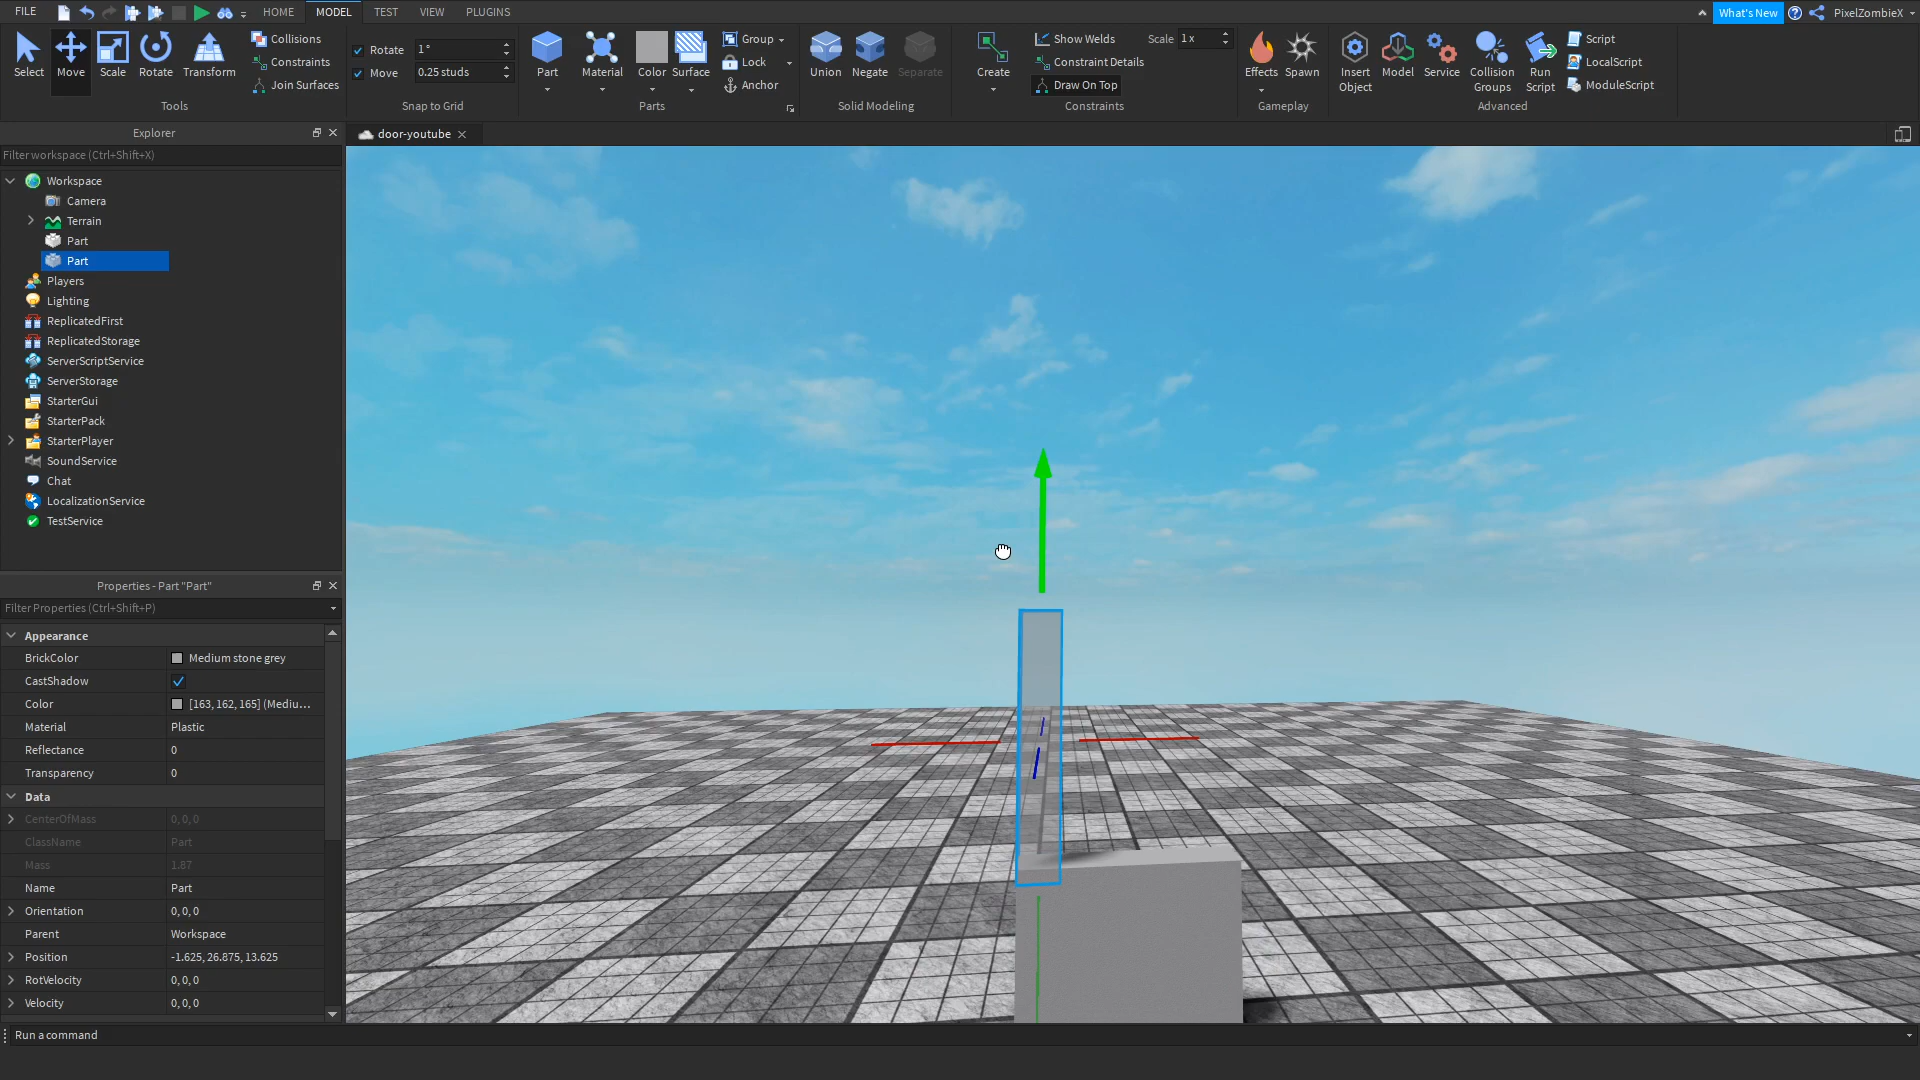 FILE
HOME
MODEL
TEST
VIEW
PLUGINS
What's New
PixelZombieX
Select
Move
Scale
Rotate
Transform
Collisions
Constraints
Join Surfaces
Tools
Rotate 1°
Move 0.25 studs
Snap to Grid
Part
Material
Color
Surface
Group
Lock
Anchor
Parts
Union
Negate
Separate
Solid Modeling
Create
Show Welds
Scale 1 x
Constraint Details
Draw On Top
Constraints
Effects
Spawn
Gameplay
Insert
Object
Model
Service
Collision
Groups
Run
Script
Script
LocalScript
ModuleScript
Advanced
Explorer
door-youtube
Filter workspace (Ctrl+Shift+X)
Workspace
Camera
Terrain
Part
Part
Players
Lighting
ReplicatedFirst
ReplicatedStorage
ServerScriptService
ServerStorage
StarterGui
StarterPack
StarterPlayer
SoundService
Chat
LocalizationService
TestService
Properties - Part "Part"
Filter Properties (Ctrl+Shift+P)
Appearance
BrickColor Medium stone grey
CastShadow
Color [163, 162, 165] (Mediu...
Material Plastic
Reflectance 0
Transparency 0
Data
CenterOfMass 0, 0, 0
ClassName Part
Mass 1.87
Name Part
Orientation 0, 0, 0
Parent Workspace
Position -1.625, 26.875, 13.625
RotVelocity 0, 0, 0
Velocity 0, 0, 0
Run a command